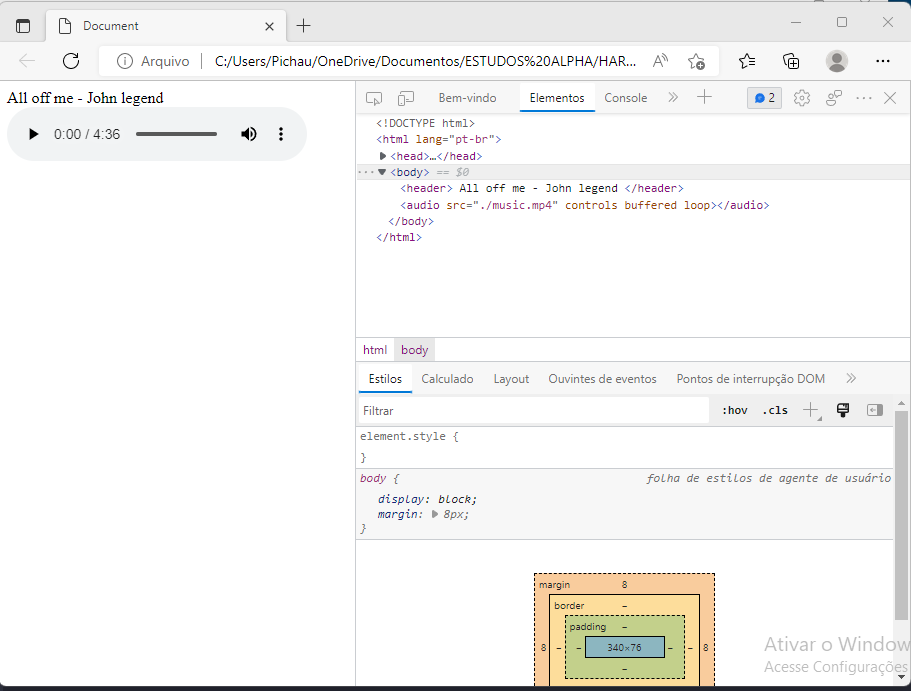 Document
Arquivo
C:/Users/Pichau/OneDrive/Documentos/ESTUDOS%20ALPHA/HAR...
All off me - John legend
0:00 / 4:36
Bem-vindo
Elementos
Console
2
<!DOCTYPE html>
<html lang="pt-br">
<head>…</head>
<body> == $0
<header> All off me - John legend </header>
<audio src="./music.mp4" controls buffered loop></audio>
</body>
</html>
html body
Estilos Calculado Layout Ouvintes de eventos Pontos de interrupção DOM
Filtrar
:hov .cls
element.style {
}
body { folha de estilos de agente de usuário
display: block;
margin: 8px;
}
margin 8
border –
padding –
8 – – 340×76 – – 8
–
Ativar o Window
Acesse Configurações